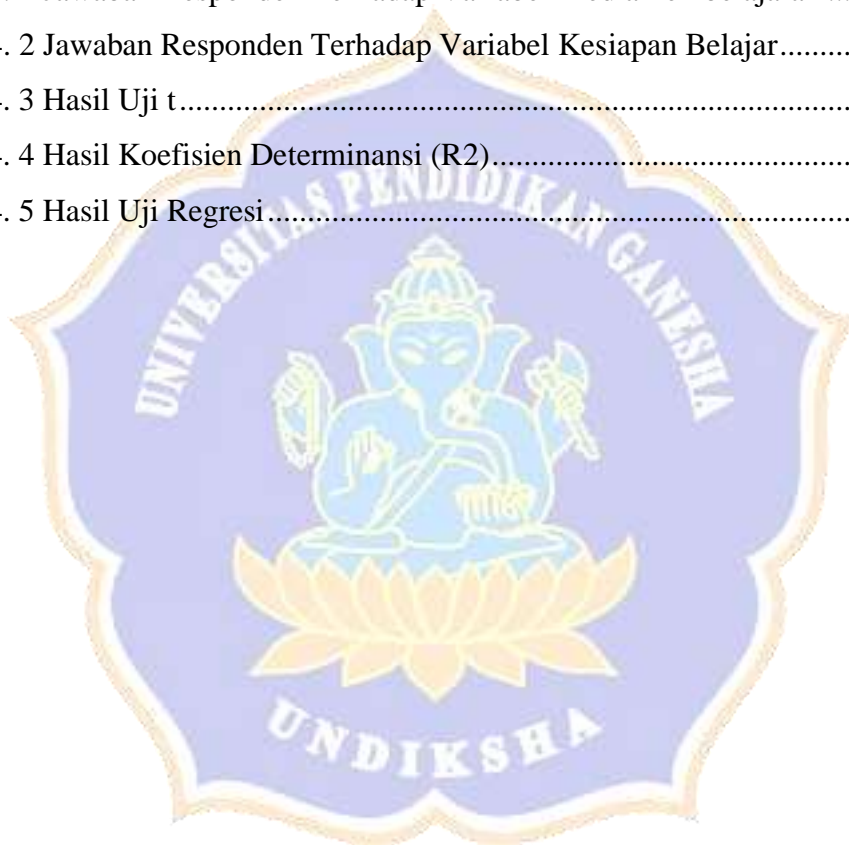 . 2 Jawaban Responden Terhadap Variabel Kesiapan Belajar.........
. 3 Hasil Uji t.......................................................................................
. 4 Hasil Koefisien Determinansi (R2)..............................................
. 5 Hasil Uji Regresi..........................................................................
UNIVERSITAS PENDIDIKAN GANESHA
UNDIKSHA